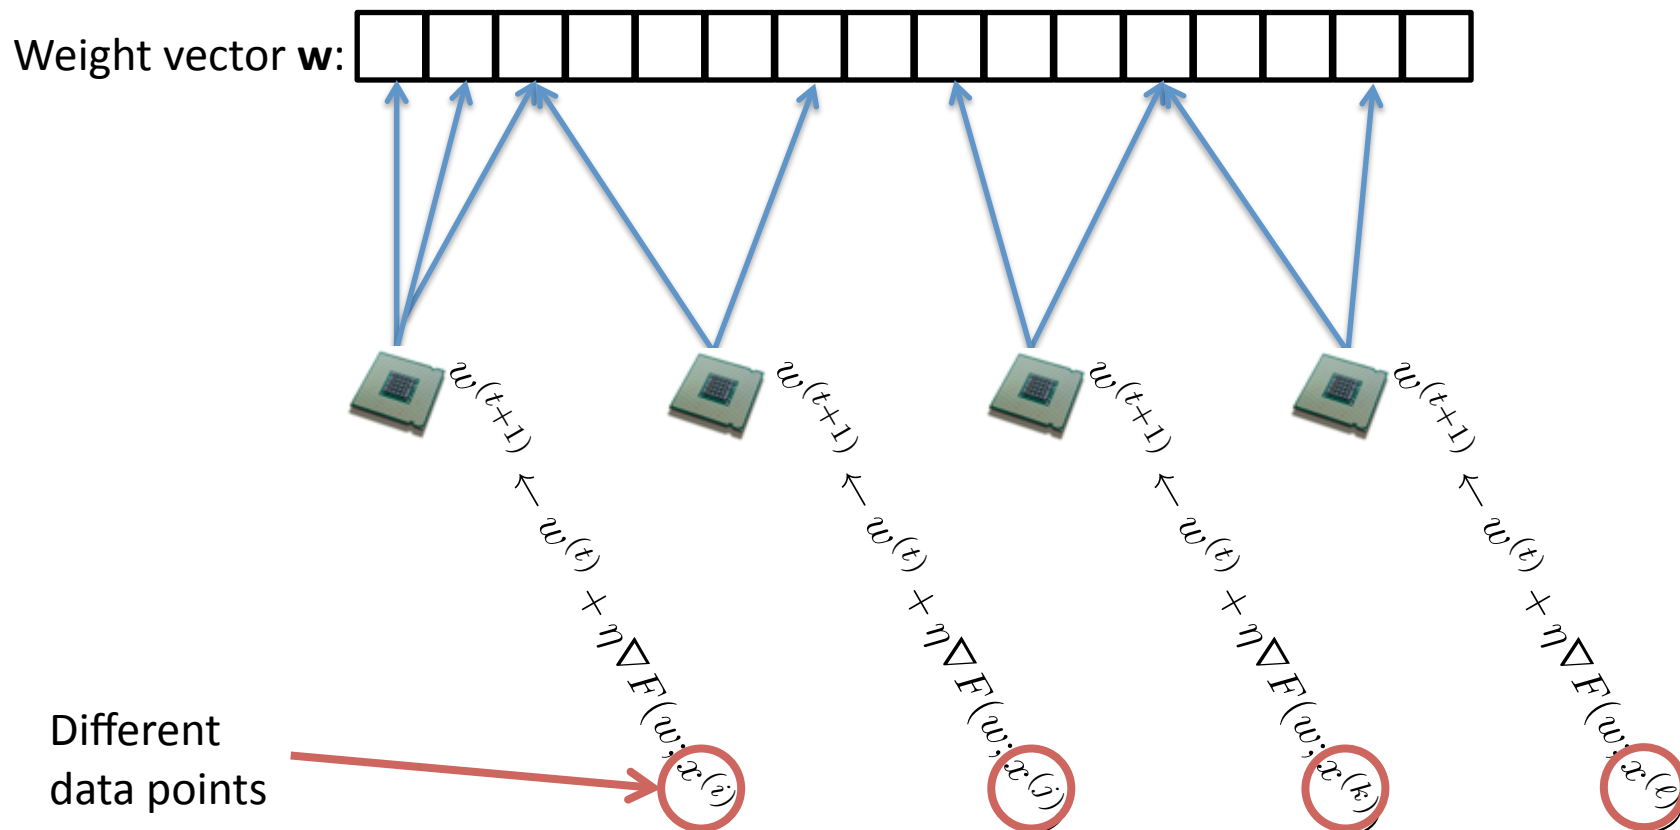 Weight vector w:
w^(t+1) ← w^(t) + η∇F(w; x^(i))
w^(t+1) ← w^(t) + η∇F(w; x^(j))
w^(t+1) ← w^(t) + η∇F(w; x^(k))
w^(t+1) ← w^(t) + η∇F(w; x^(ℓ))
Different
data points